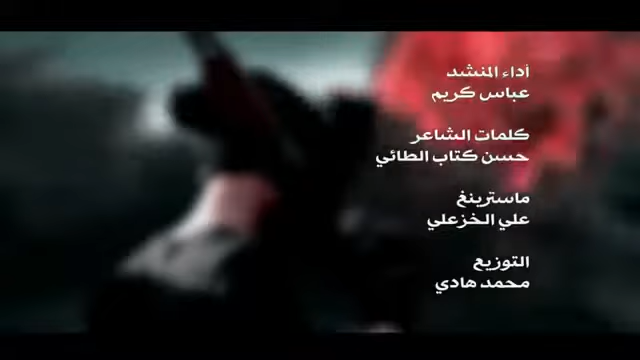 أداء المنشد
عباس كريم
كلمات الشاعر
حسن كتاب الطائي
ماسترينغ
علي الخزعلي
التوزيع
محمد هادي